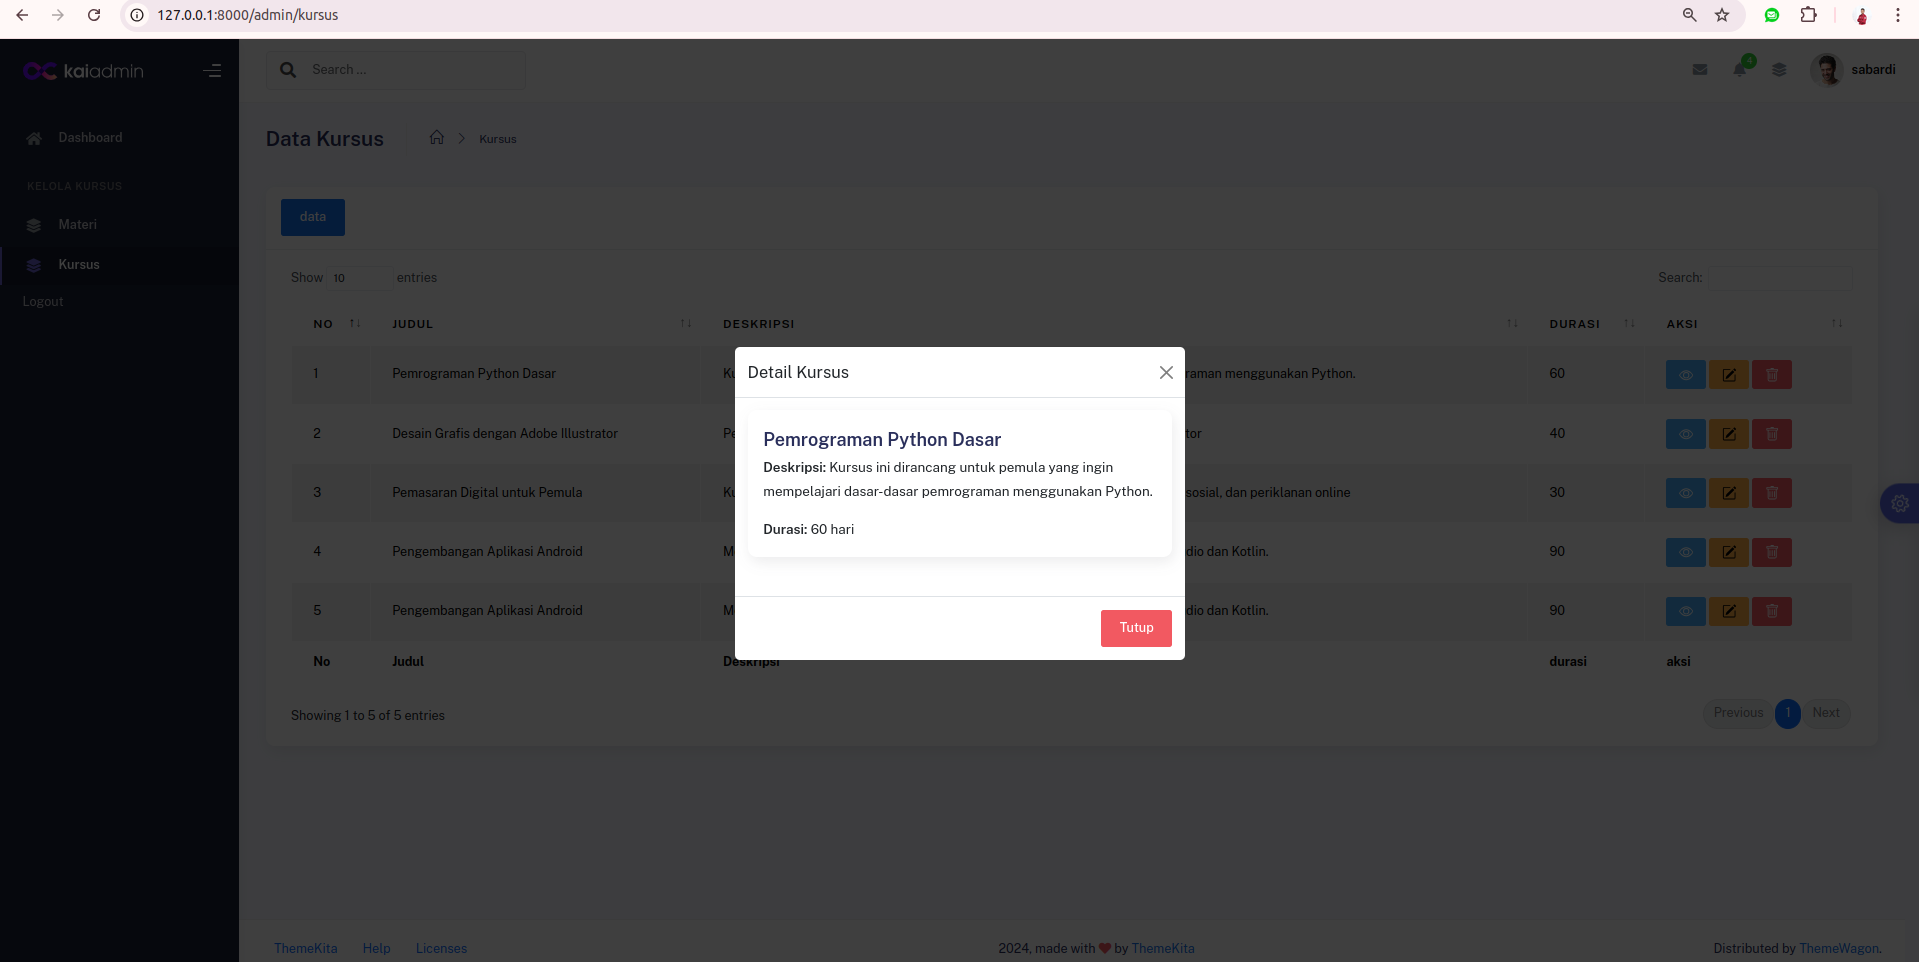 127.0.0.1:8000/admin/kursus
kaiadmin
Search ...
4
sabardi
Dashboard
KELOLA KURSUS
Materi
Kursus
Logout
Data Kursus
Kursus
data
Show 10 entries
Search:
NO JUDUL DESKRIPSI DURASI AKSI
1 Pemrograman Python Dasar Ku raman menggunakan Python. 60
2 Desain Grafis dengan Adobe Illustrator Pe tor 40
3 Pemasaran Digital untuk Pemula Ku sosial, dan periklanan online 30
4 Pengembangan Aplikasi Android M dio dan Kotlin. 90
5 Pengembangan Aplikasi Android M dio dan Kotlin. 90
No Judul Deskripsi durasi aksi
Showing 1 to 5 of 5 entries
Previous 1 Next
Detail Kursus
Pemrograman Python Dasar
Deskripsi: Kursus ini dirancang untuk pemula yang ingin
mempelajari dasar-dasar pemrograman menggunakan Python.
Durasi: 60 hari
Tutup
ThemeKita Help Licenses
2024, made with by ThemeKita
Distributed by ThemeWagon.